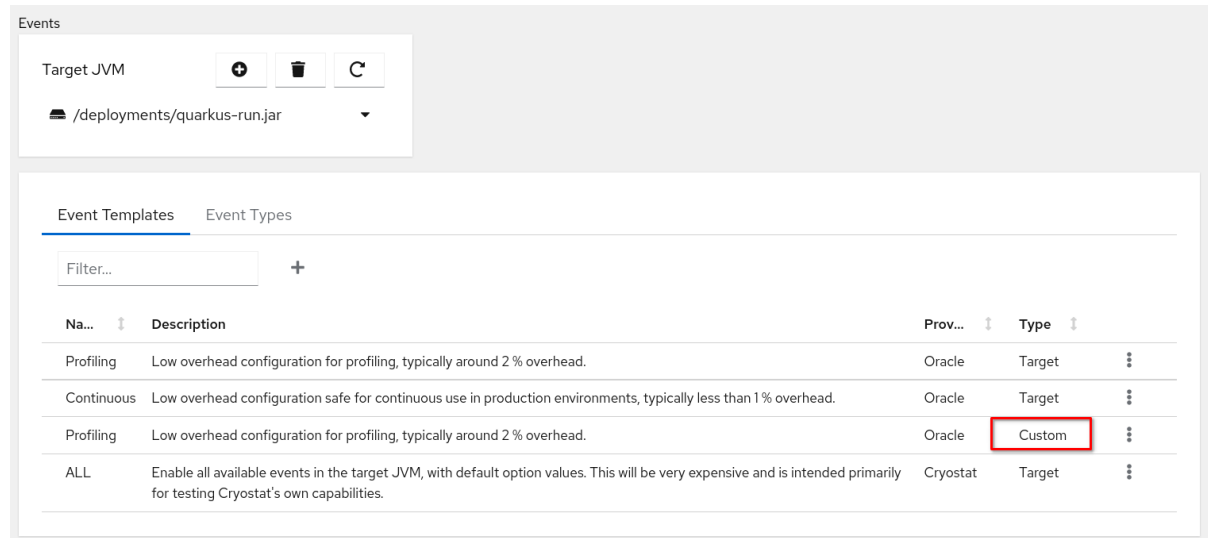 Events
Target JVM
/deployments/quarkus-run.jar
Event Templates Event Types
Filter...
Na... Description Prov... Type
Profiling Low overhead configuration for profiling, typically around 2 % overhead. Oracle Target
Continuous Low overhead configuration safe for continuous use in production environments, typically less than 1 % overhead. Oracle Target
Profiling Low overhead configuration for profiling, typically around 2 % overhead. Oracle Custom
ALL Enable all available events in the target JVM, with default option values. This will be very expensive and is intended primarily Cryostat Target
for testing Cryostat's own capabilities.